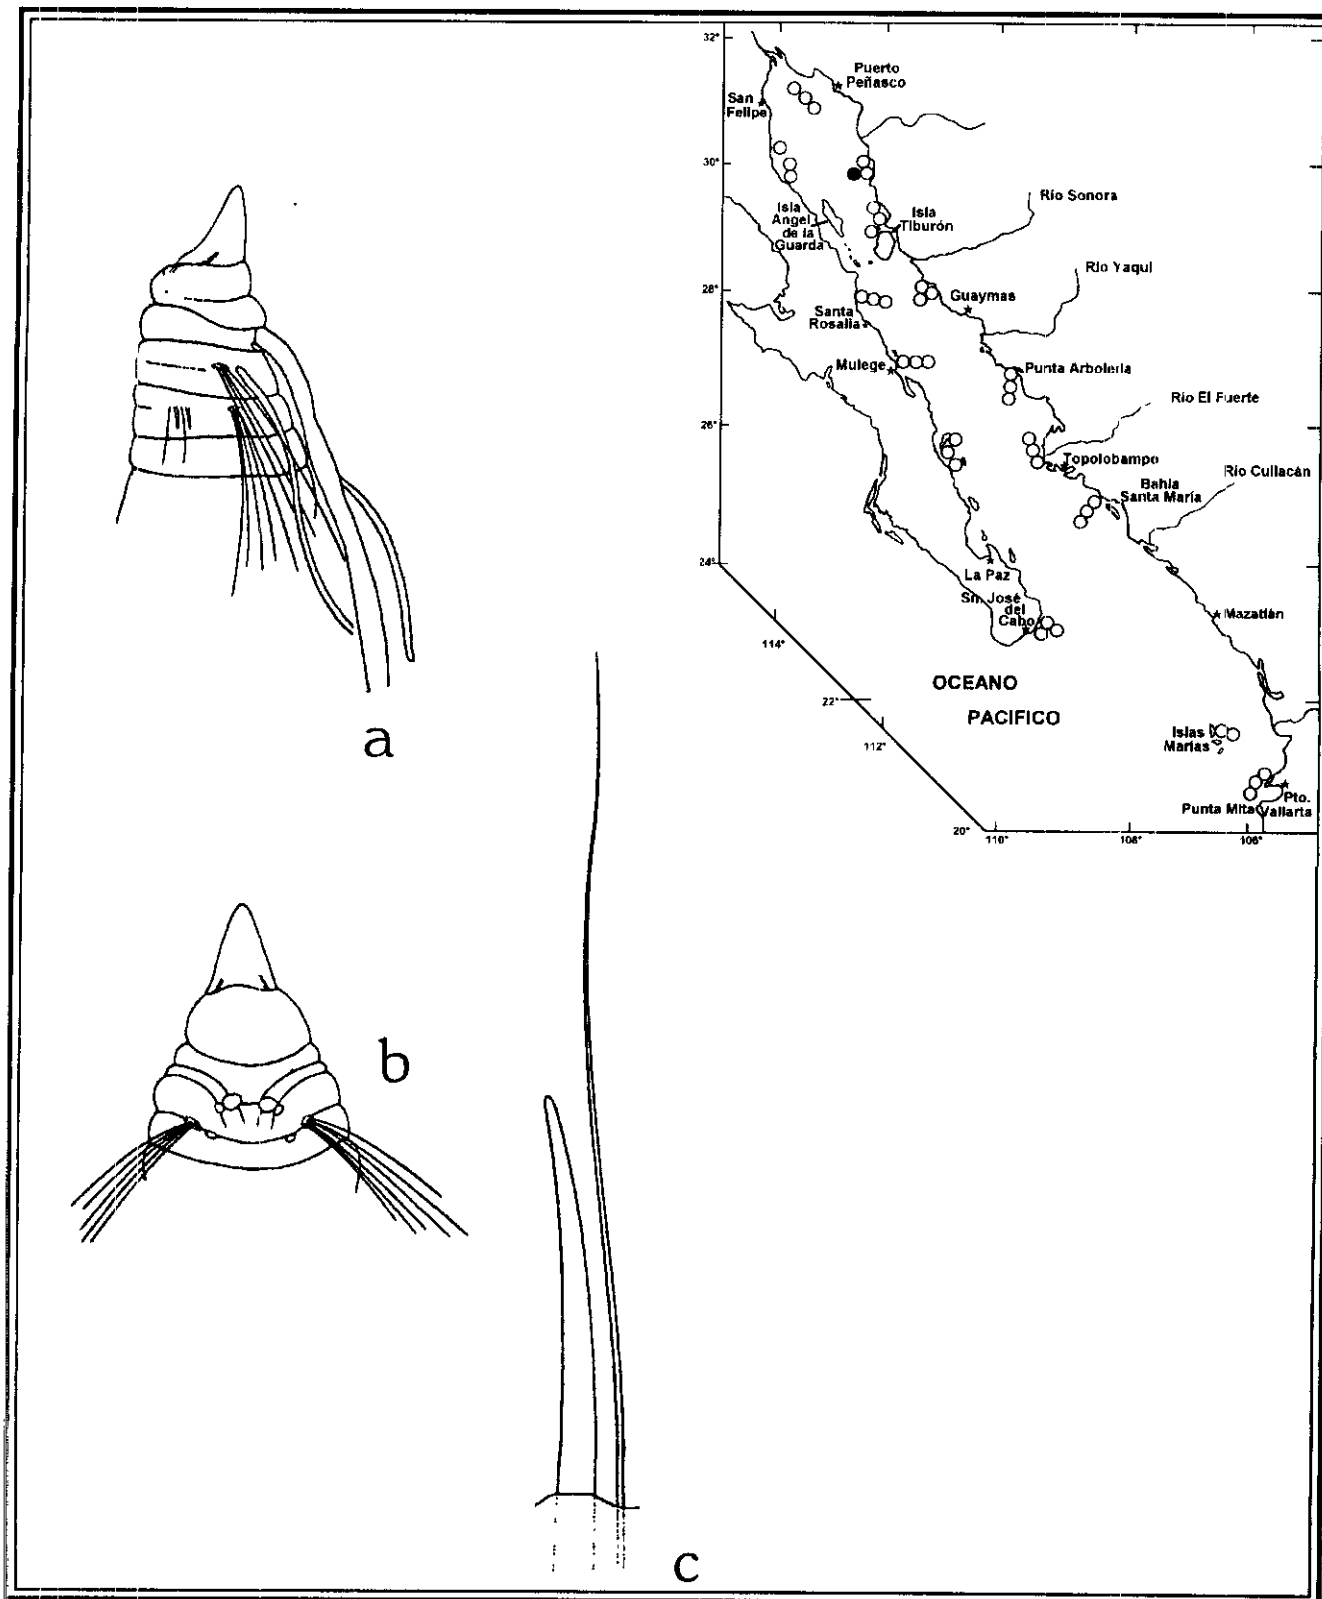 32°
Puerto
Peñasco
San
Felipe
30°
Isla
Angel
de la
Guarda
Isla
Tiburón
Río Sonora
Río Yaqui
28°
Guaymas
Santa
Rosalia
Mulege
Punta Arboleda
Río El Fuerte
26°
Topolobampo
Bahía
Santa María
Río Culiacán
24°
La Paz
Sn. José
del
Cabo
Mazatlán
114°
OCEANO
PACIFICO
22°
112°
Islas
Marías
Pto.
Punta Mita Vallarta
20°
110°
108°
106°
a
b
c